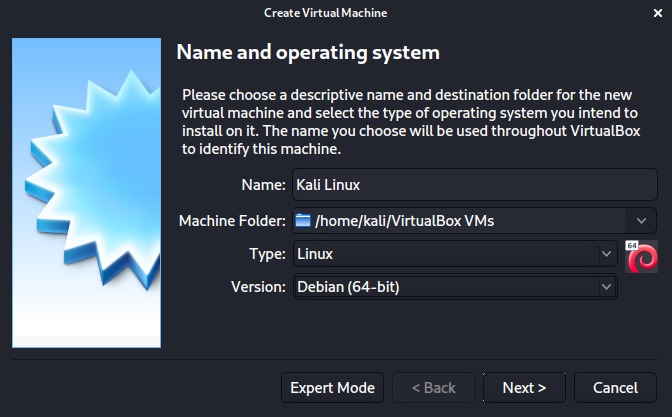 Create Virtual Machine
Name and operating system
Please choose a descriptive name and destination folder for the new
virtual machine and select the type of operating system you intend to
install on it. The name you choose will be used throughout VirtualBox
to identify this machine.
Name: Kali Linux
Machine Folder: /home/kali/VirtualBox VMs
Type: Linux
64
Version: Debian (64-bit)
Expert Mode < Back Next > Cancel